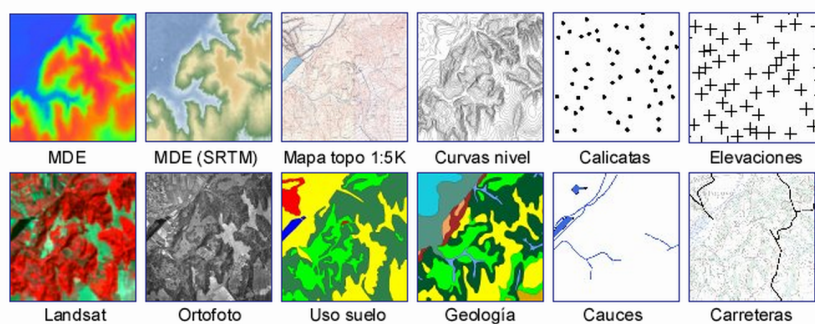 MDE MDE (SRTM) Mapa topo 1:5K Curvas nivel Calicatas Elevaciones
Landsat Ortofoto Uso suelo Geología Cauces Carreteras